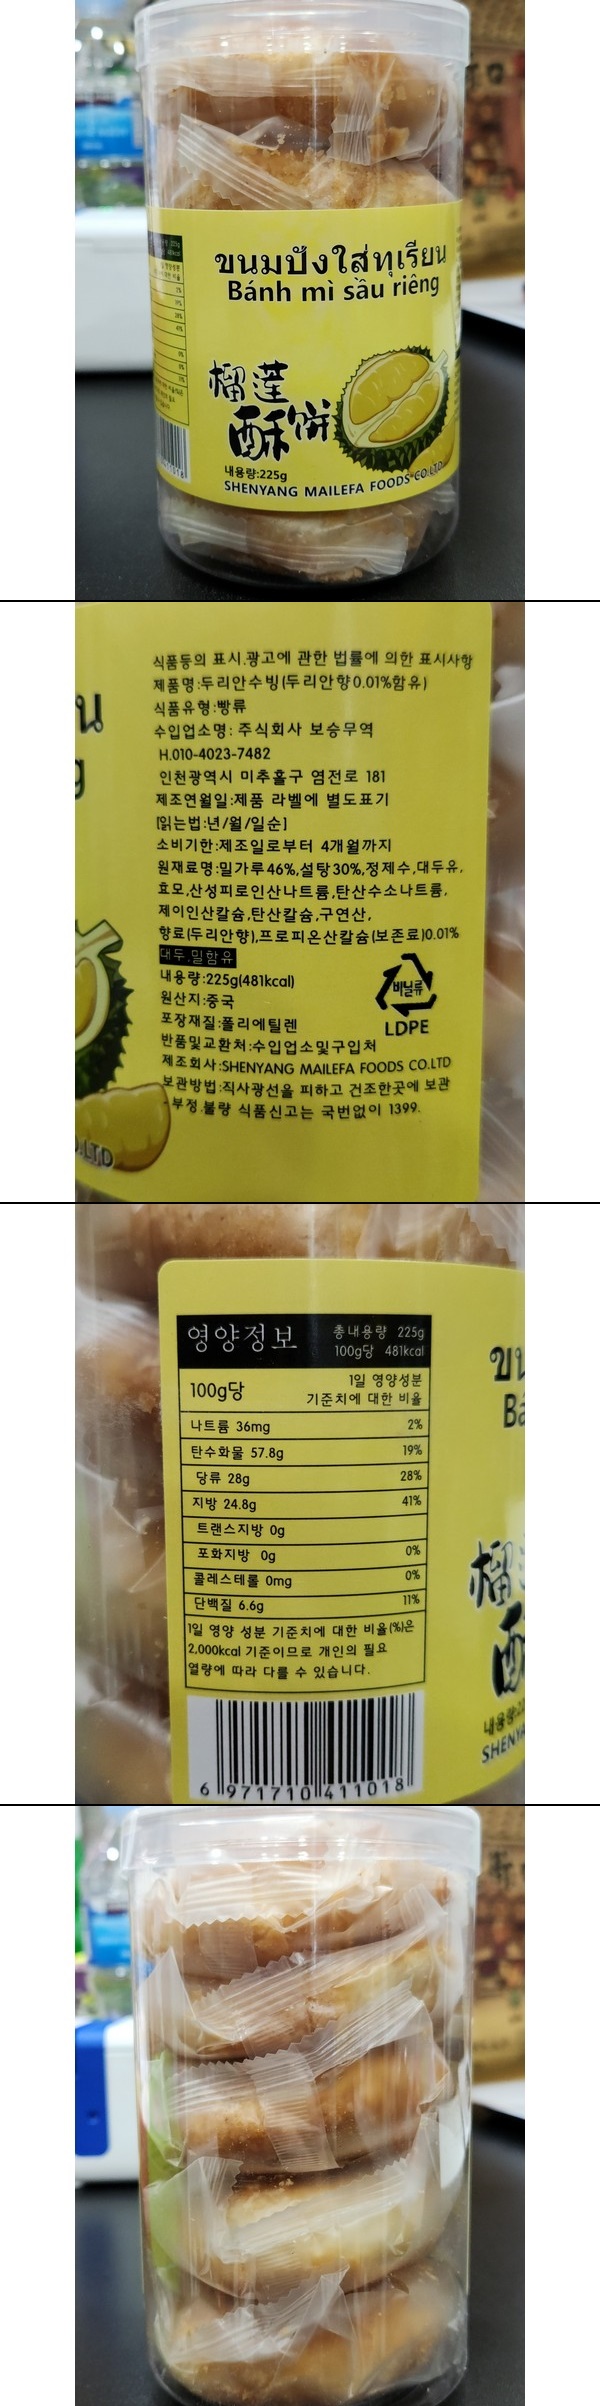 ขนมปังใส่ทุเรียน
Bánh mì sầu riêng
榴莲
酥饼
내용량:225g
SHENYANG MAILEFA FOODS CO.LTD
식품등의 표시.광고에 관한 법률에 의한 표시사항
제품명:두리안수빙(두리안향0.01%함유)
식품유형:빵류
수입업소명: 주식회사 보승무역
H.010-4023-7482
인천광역시 미추홀구 염전로 181
제조연월일:제품 라벨에 별도표기
[읽는법:년/월/일순]
소비기한:제조일로부터 4개월까지
원재료명:밀가루46%,설탕30%,정제수,대두유,
효모,산성피로인산나트륨,탄산수소나트륨,
제이인산칼슘,탄산칼슘,구연산,
향료(두리안향),프로피온산칼슘(보존료)0.01%
대두,밀함유
내용량:225g(481kcal)
원산지:중국
포장재질:폴리에틸렌
비닐류
LDPE
반품및교환처:수입업소및구입처
제조회사:SHENYANG MAILEFA FOODS CO.LTD
보관방법:직사광선을 피하고 건조한곳에 보관
-부정.불량 식품신고는 국번없이 1399.
영양정보
총내용량 225g
100g당 481kcal
100g당
1일 영양성분
기준치에 대한 비율
나트륨 36mg 2%
탄수화물 57.8g 19%
당류 28g 28%
지방 24.8g 41%
트랜스지방 0g
포화지방 0g 0%
콜레스테롤 0mg 0%
단백질 6.6g 11%
1일 영양 성분 기준치에 대한 비율(%)은
2,000kcal 기준이므로 개인의 필요
열량에 따라 다를 수 있습니다.
6 971710 411018